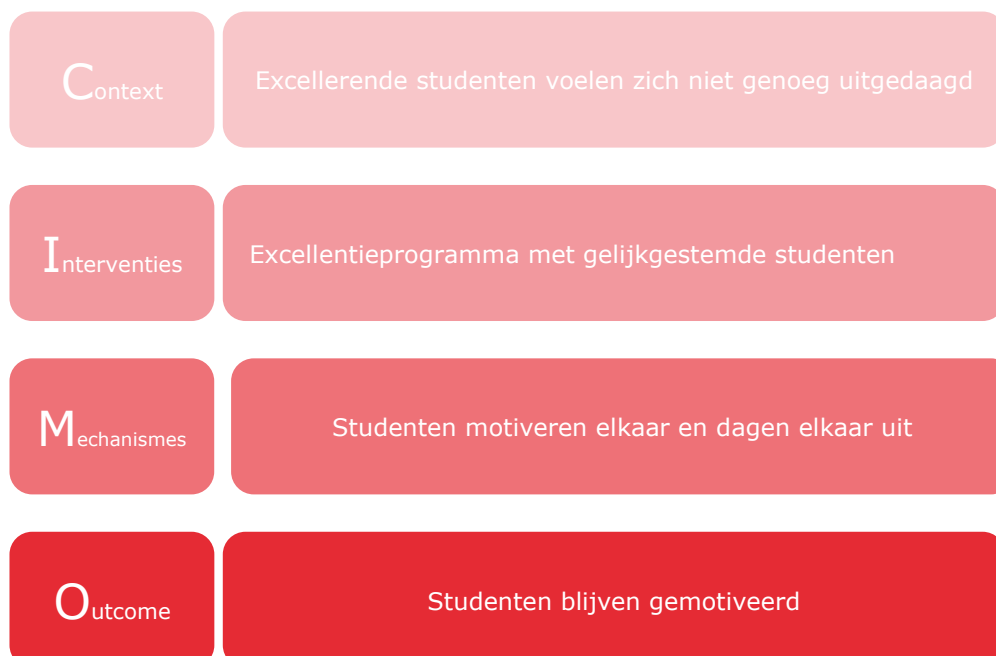 Context
Excellerende studenten voelen zich niet genoeg uitgedaagd
Interventies
Excellentieprogramma met gelijkgestemde studenten
Mechanismes
Studenten motiveren elkaar en dagen elkaar uit
Outcome
Studenten blijven gemotiveerd